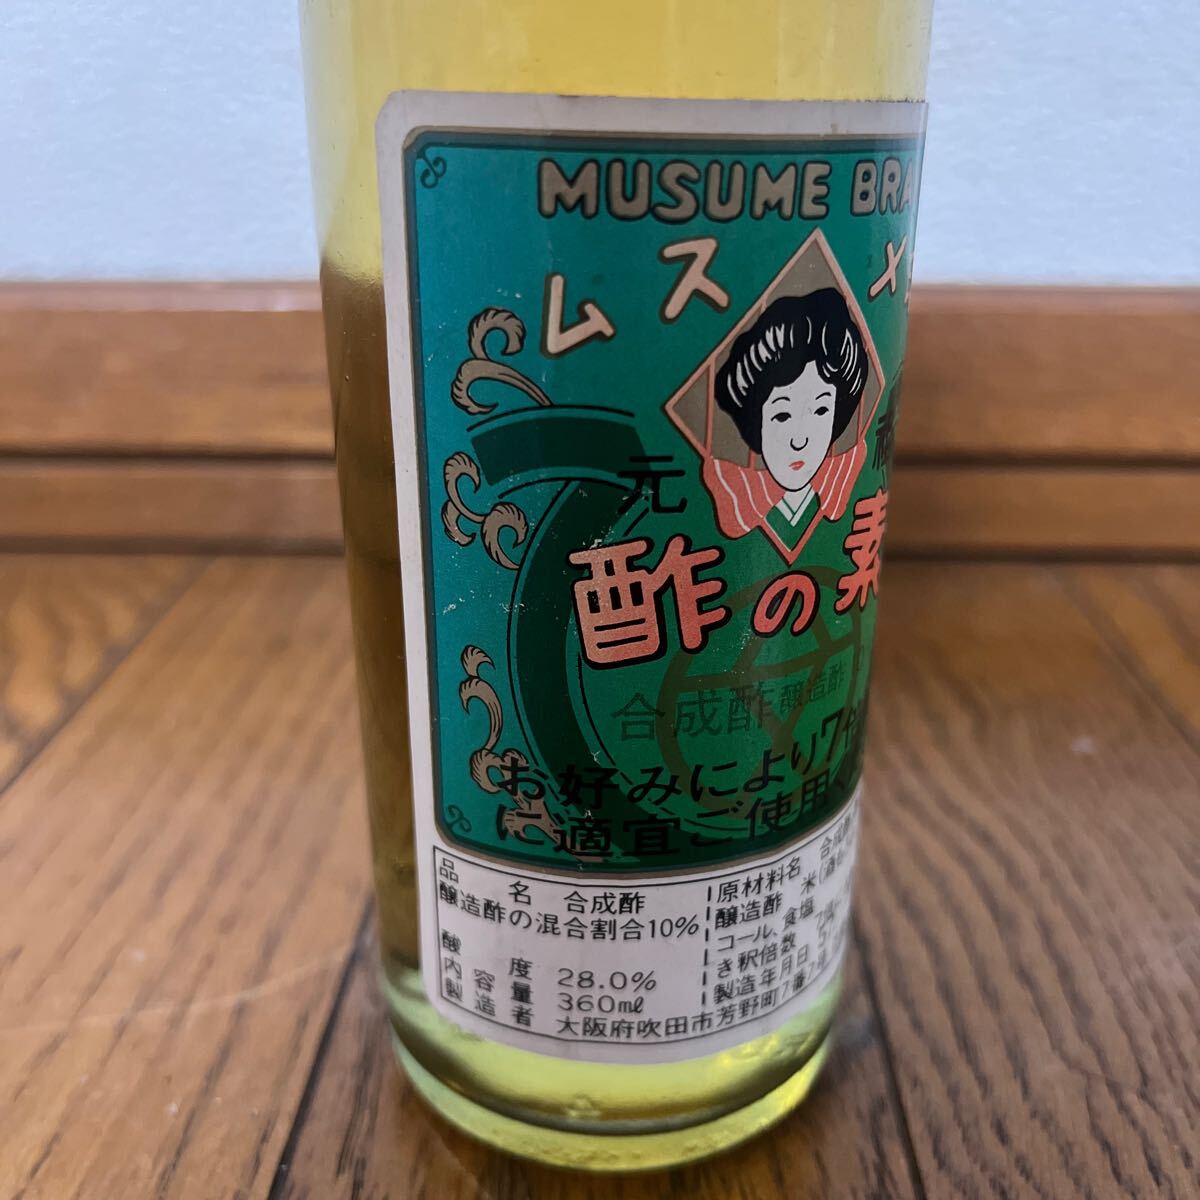 MUSUME BRA
ムスメ
元
酢の素
合成酢 醸造酢
お好みにより7
に適宜ご使用
品名 合成酢
醸造酢の混合割合10%
酸度 28.0%
内容量 360ml
製造者 大阪府吹田市芳野町7番7号
原材料名
醸造酢
コール、食塩
き釈倍数
製造年月日